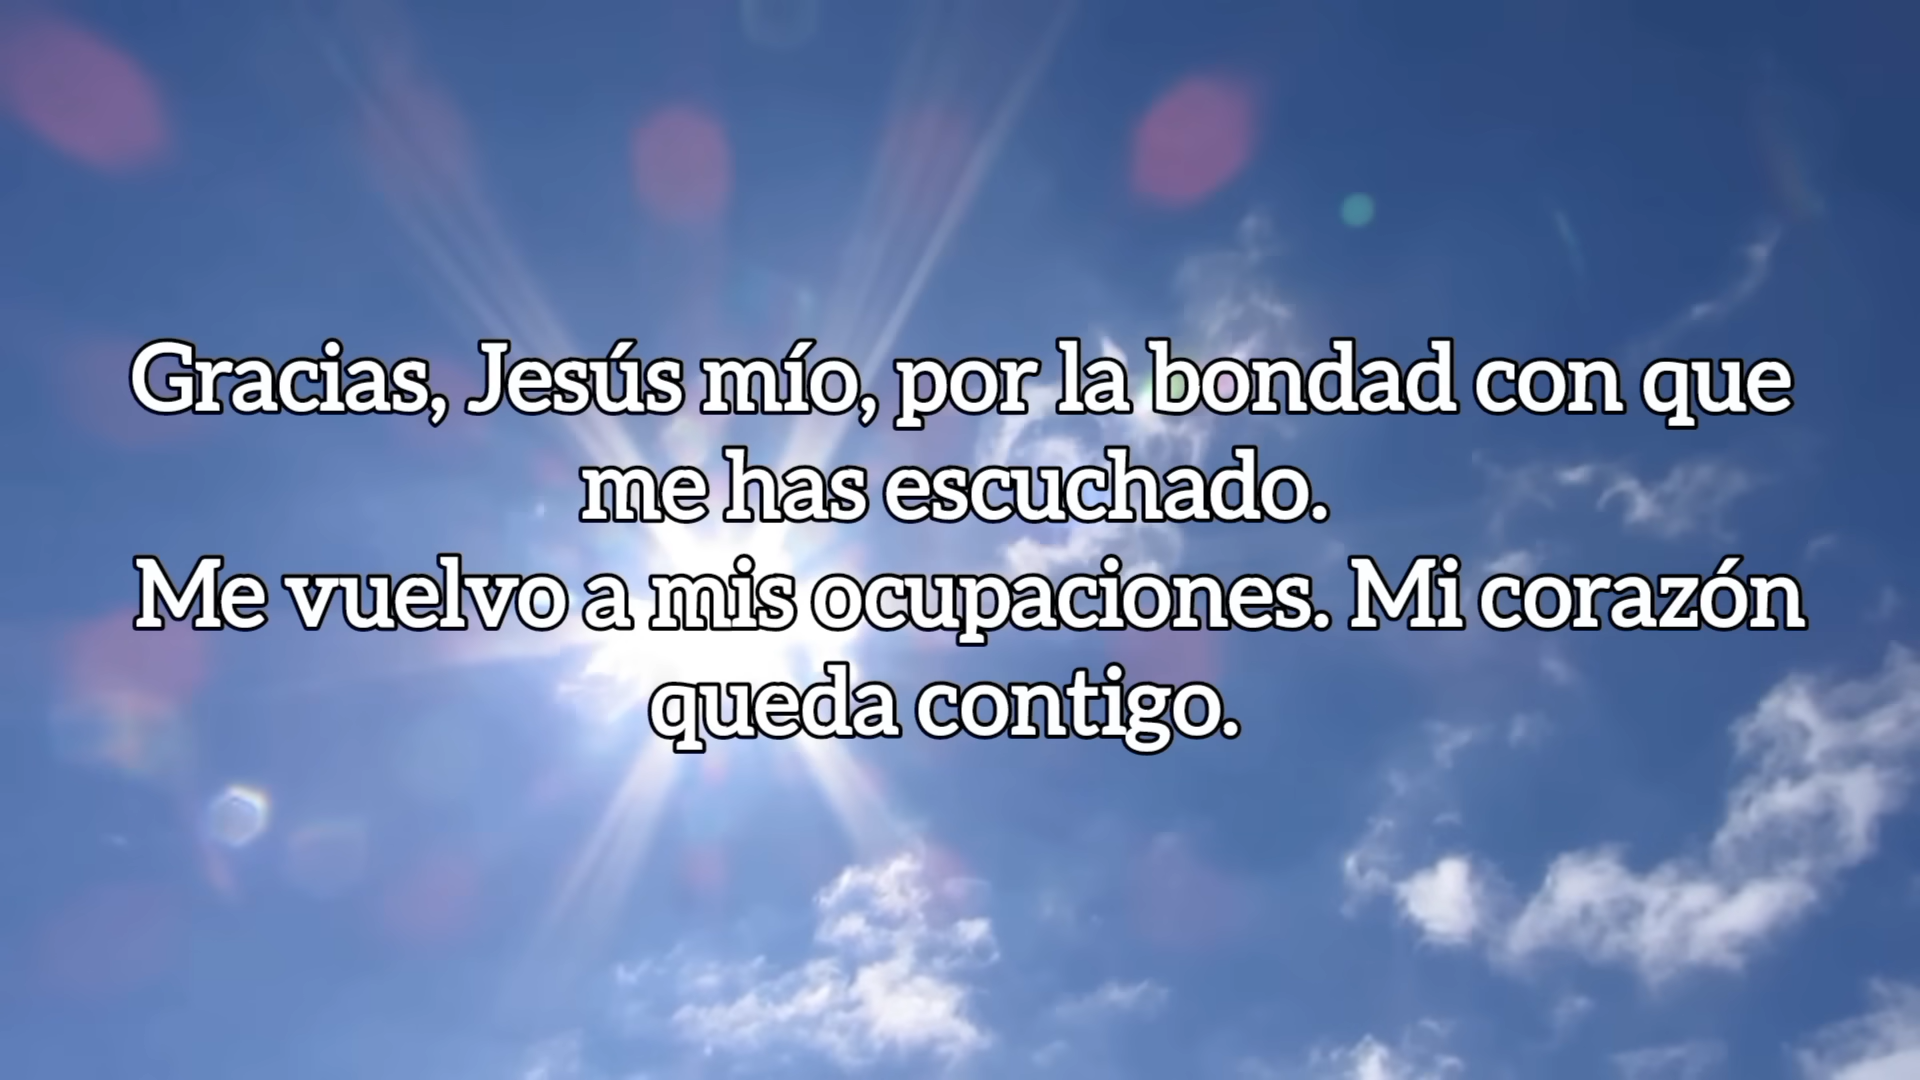 Gracias, Jesús mío, por la bondad con que
me has escuchado.
Me vuelvo a mis ocupaciones. Mi corazón
queda contigo.